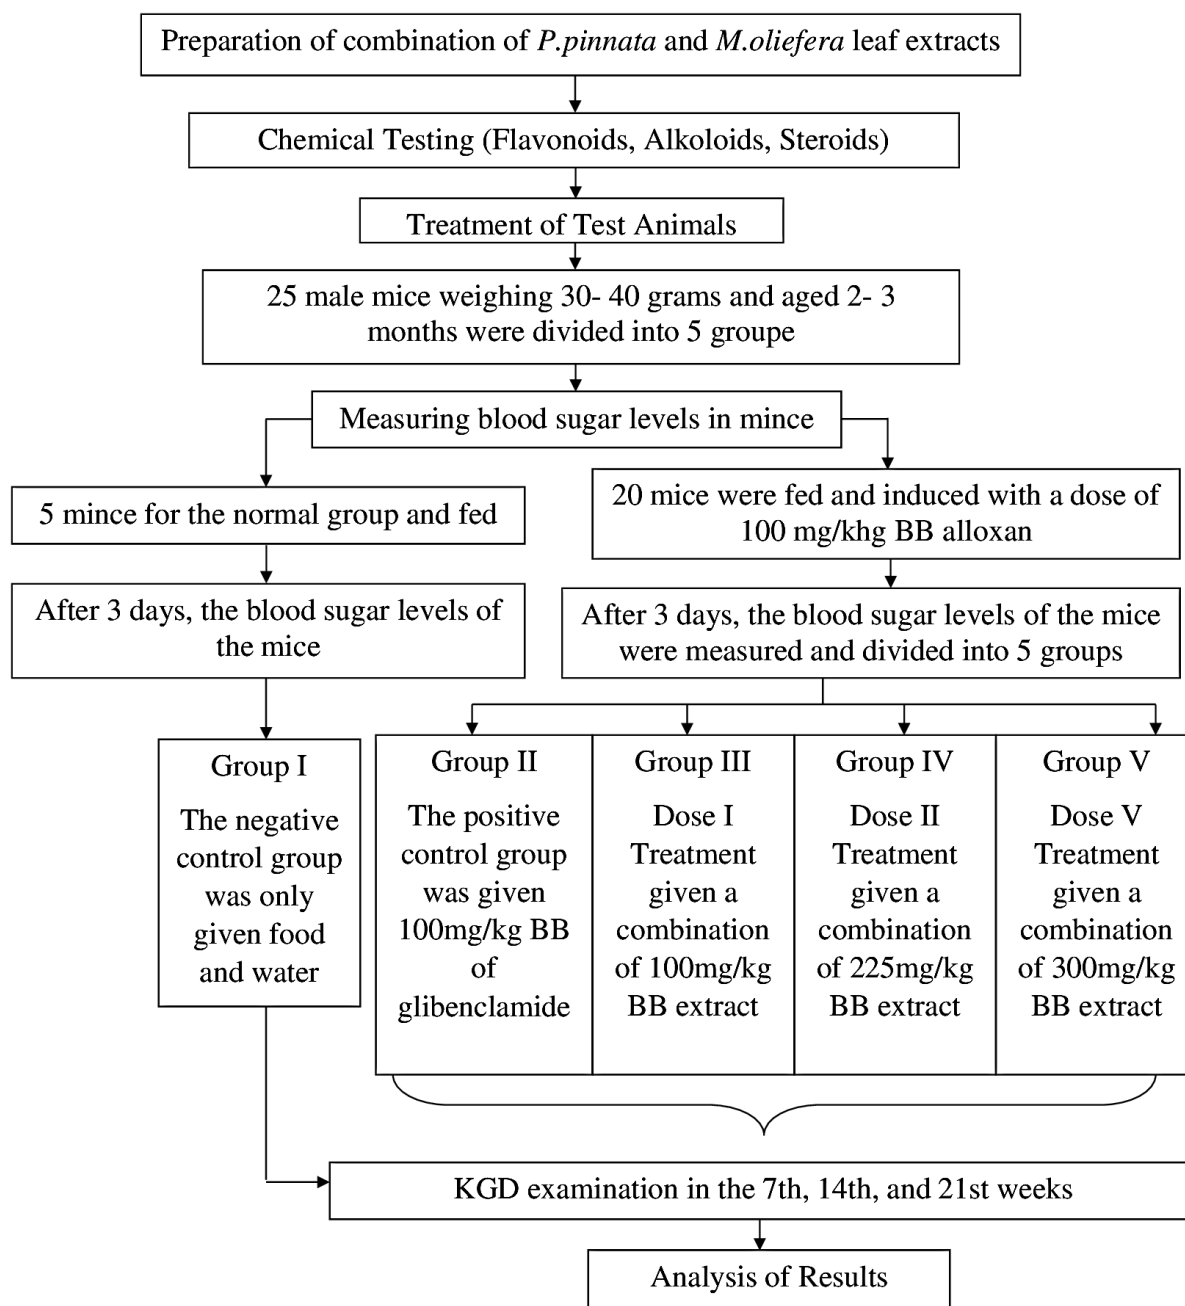 Preparation of combination of P.pinnata and M.oliefera leaf extracts
Chemical Testing (Flavonoids, Alkoloids, Steroids)
Treatment of Test Animals
25 male mice weighing 30- 40 grams and aged 2- 3
months were divided into 5 groupe
Measuring blood sugar levels in mince
5 mince for the normal group and fed
20 mice were fed and induced with a dose of
100 mg/khg BB alloxan
After 3 days, the blood sugar levels of
the mice
After 3 days, the blood sugar levels of the mice
were measured and divided into 5 groups
Group I
The negative
control group
was only
given food
and water
Group II
The positive
control group
was given
100mg/kg BB
of
glibenclamide
Group III
Dose I
Treatment
given a
combination
of 100mg/kg
BB extract
Group IV
Dose II
Treatment
given a
combination
of 225mg/kg
BB extract
Group V
Dose V
Treatment
given a
combination
of 300mg/kg
BB extract
KGD examination in the 7th, 14th, and 21st weeks
Analysis of Results